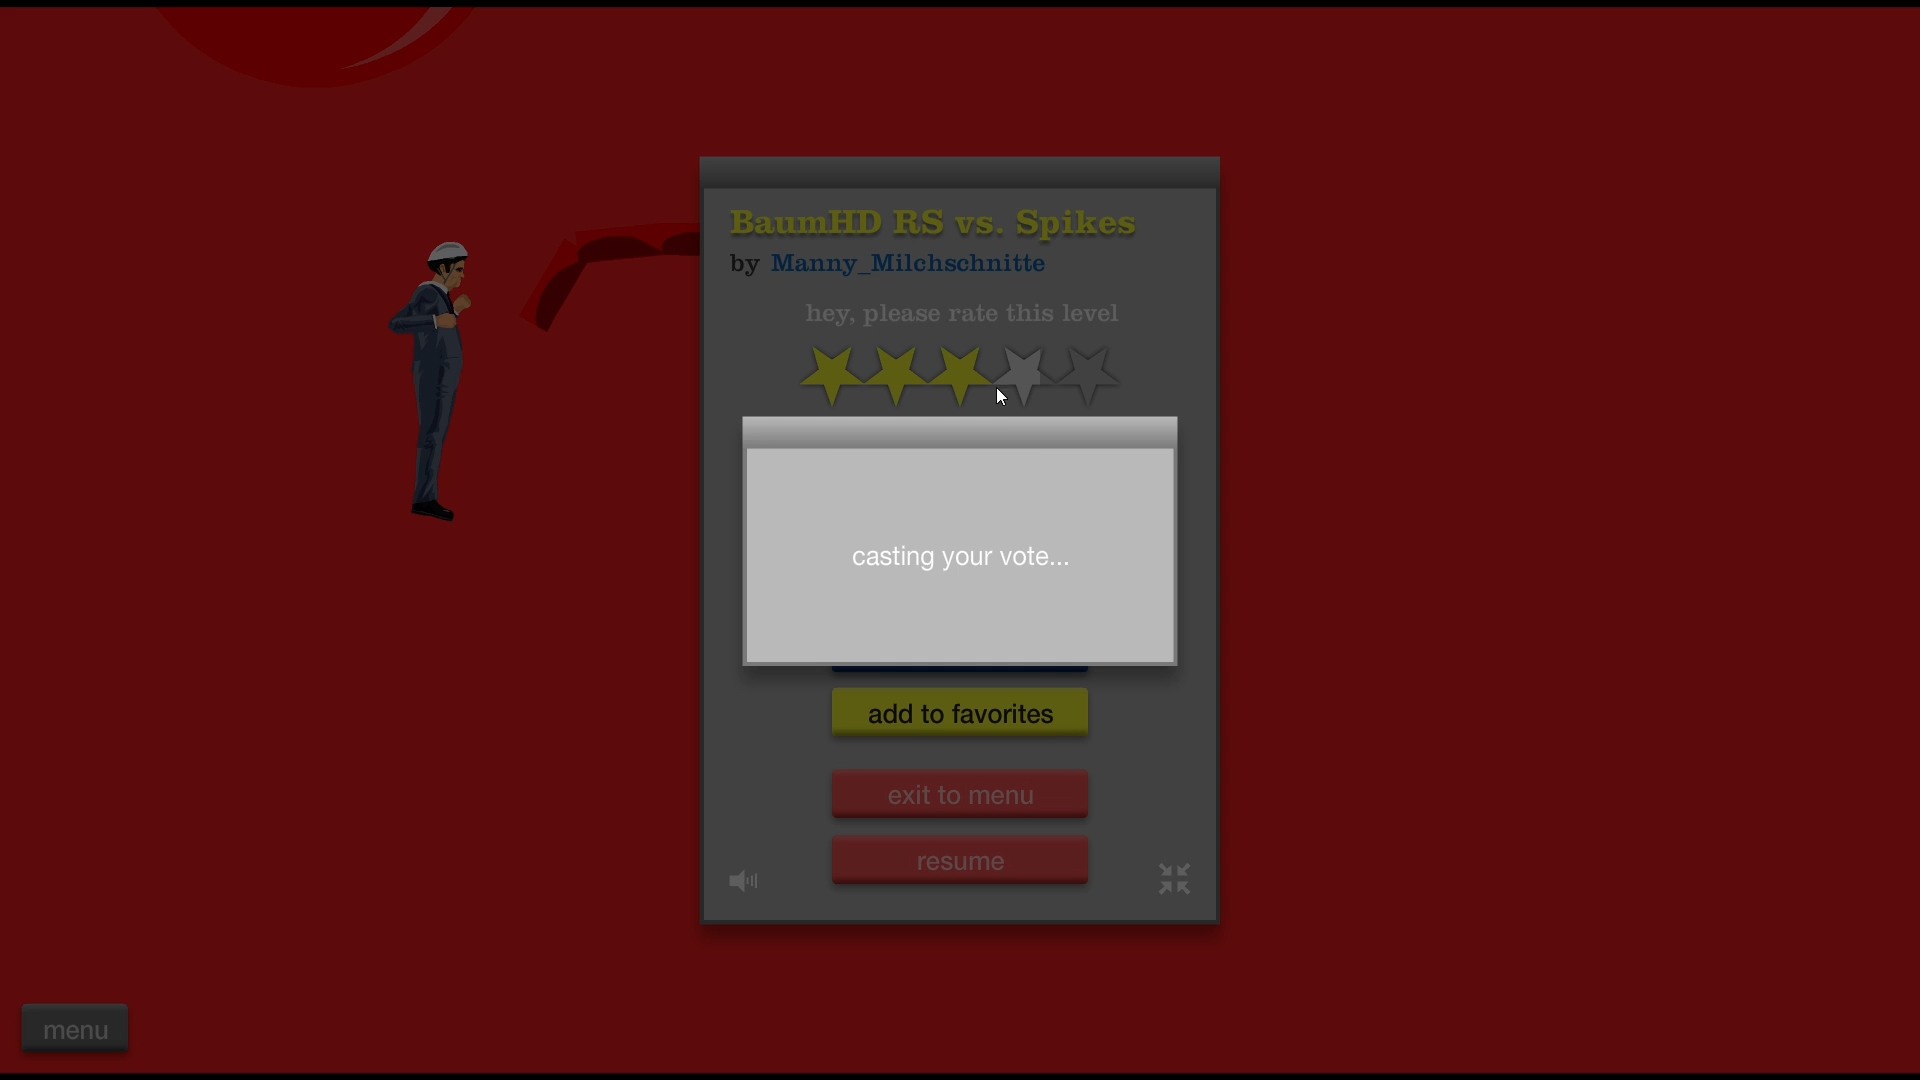 BaumHD RS vs. Spikes
by Manny_Milchschnitte
hey, please rate this level
casting your vote...
add to favorites
exit to menu
resume
menu